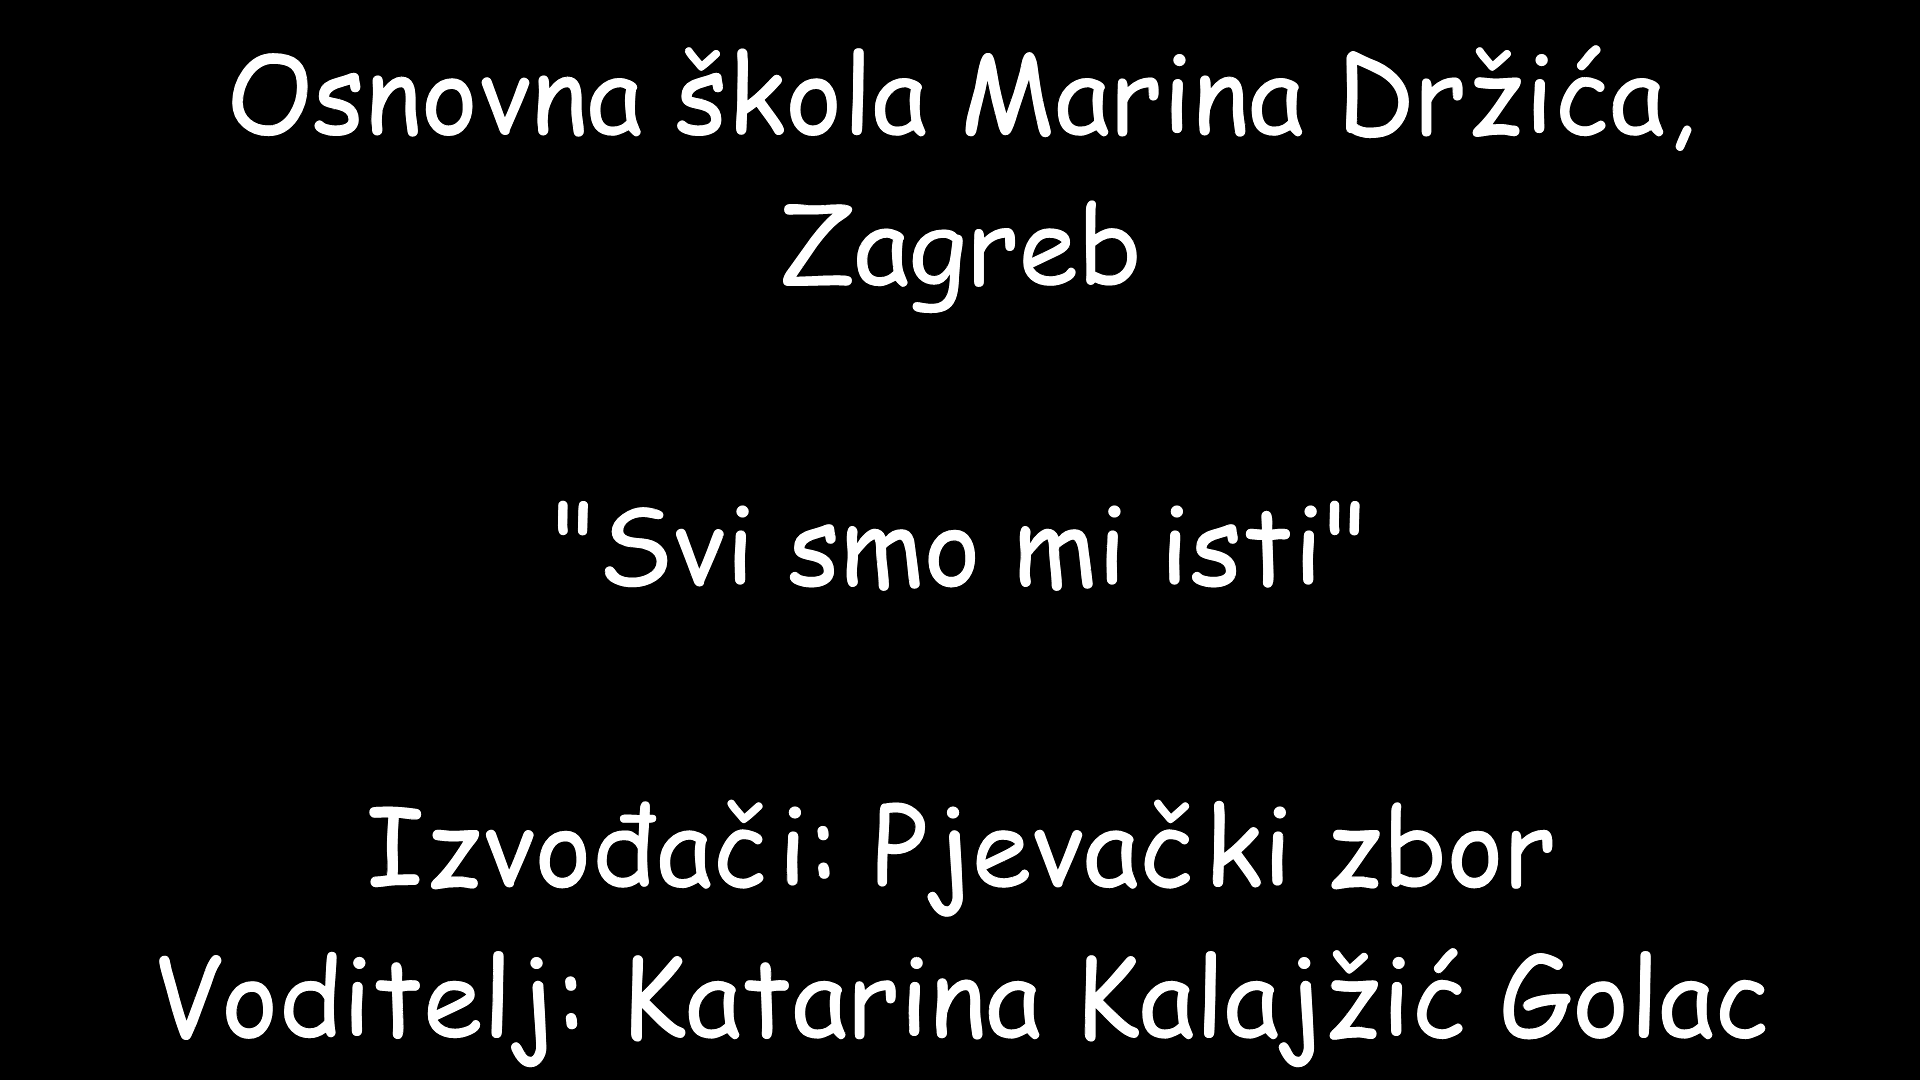 Osnovna škola Marina Držića,
Zagreb
"Svi smo mi isti"
Izvođači: Pjevački zbor
Voditelj: Katarina Kalajžić Golac